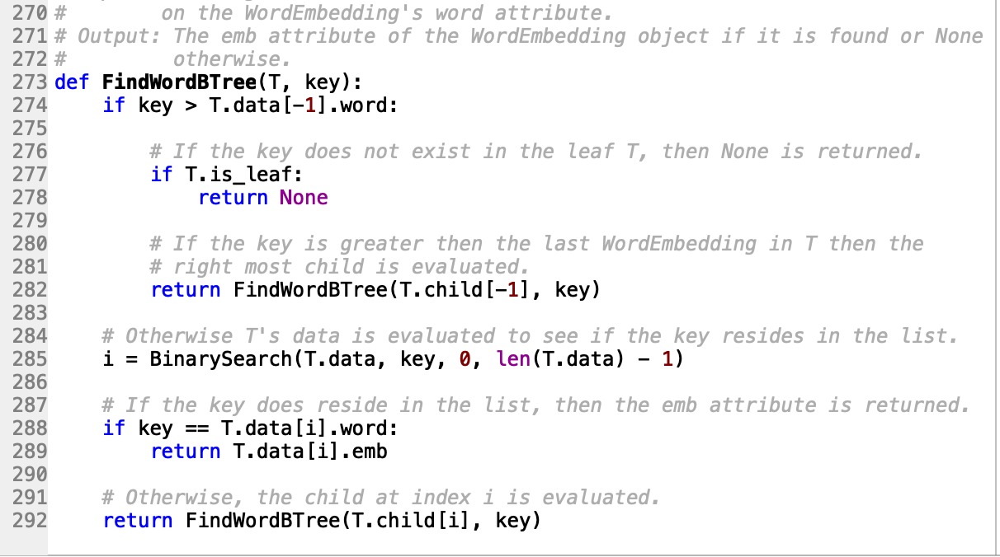 270 #        on the WordEmbedding's word attribute.
271 # Output: The emb attribute of the WordEmbedding object if it is found or None
272 #         otherwise.
273 def FindWordBTree(T, key):
274     if key > T.data[-1].word:
275
276         # If the key does not exist in the leaf T, then None is returned.
277         if T.is_leaf:
278             return None
279
280         # If the key is greater then the last WordEmbedding in T then the
281         # right most child is evaluated.
282         return FindWordBTree(T.child[-1], key)
283
284     # Otherwise T's data is evaluated to see if the key resides in the list.
285     i = BinarySearch(T.data, key, 0, len(T.data) - 1)
286
287     # If the key does reside in the list, then the emb attribute is returned.
288     if key == T.data[i].word:
289         return T.data[i].emb
290
291     # Otherwise, the child at index i is evaluated.
292     return FindWordBTree(T.child[i], key)